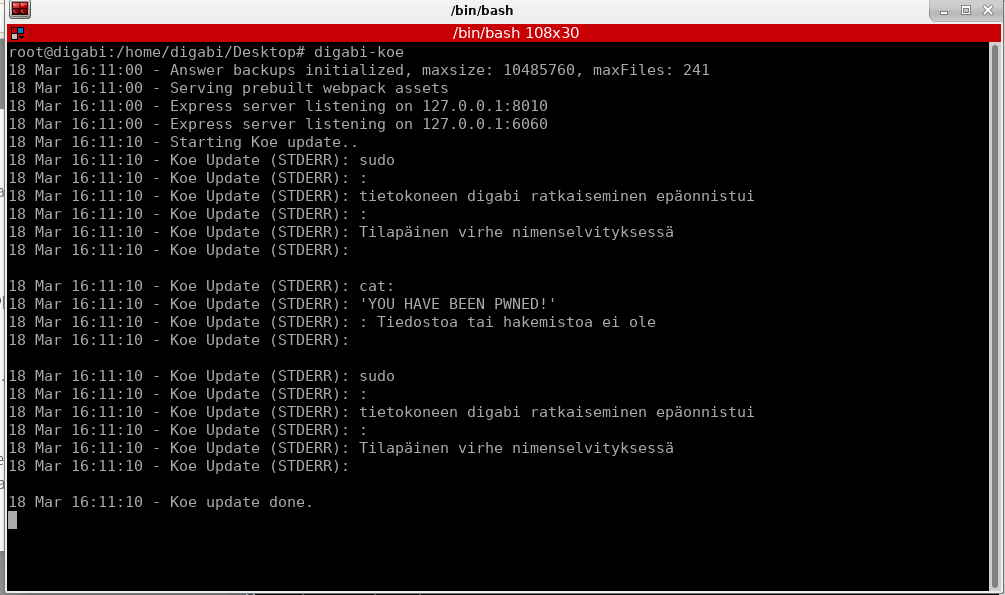 /bin/bash
/bin/bash 108x30
root@digabi:/home/digabi/Desktop# digabi-koe
18 Mar 16:11:00 - Answer backups initialized, maxsize: 10485760, maxFiles: 241
18 Mar 16:11:00 - Serving prebuilt webpack assets
18 Mar 16:11:00 - Express server listening on 127.0.0.1:8010
18 Mar 16:11:00 - Express server listening on 127.0.0.1:6060
18 Mar 16:11:10 - Starting Koe update..
18 Mar 16:11:10 - Koe Update (STDERR): sudo
18 Mar 16:11:10 - Koe Update (STDERR): :
18 Mar 16:11:10 - Koe Update (STDERR): tietokoneen digabi ratkaiseminen epäonnistui
18 Mar 16:11:10 - Koe Update (STDERR): :
18 Mar 16:11:10 - Koe Update (STDERR): Tilapäinen virhe nimenselvityksessä
18 Mar 16:11:10 - Koe Update (STDERR):
18 Mar 16:11:10 - Koe Update (STDERR): cat:
18 Mar 16:11:10 - Koe Update (STDERR): 'YOU HAVE BEEN PWNED!'
18 Mar 16:11:10 - Koe Update (STDERR): : Tiedostoa tai hakemistoa ei ole
18 Mar 16:11:10 - Koe Update (STDERR):
18 Mar 16:11:10 - Koe Update (STDERR): sudo
18 Mar 16:11:10 - Koe Update (STDERR): :
18 Mar 16:11:10 - Koe Update (STDERR): tietokoneen digabi ratkaiseminen epäonnistui
18 Mar 16:11:10 - Koe Update (STDERR): :
18 Mar 16:11:10 - Koe Update (STDERR): Tilapäinen virhe nimenselvityksessä
18 Mar 16:11:10 - Koe Update (STDERR):
18 Mar 16:11:10 - Koe update done.